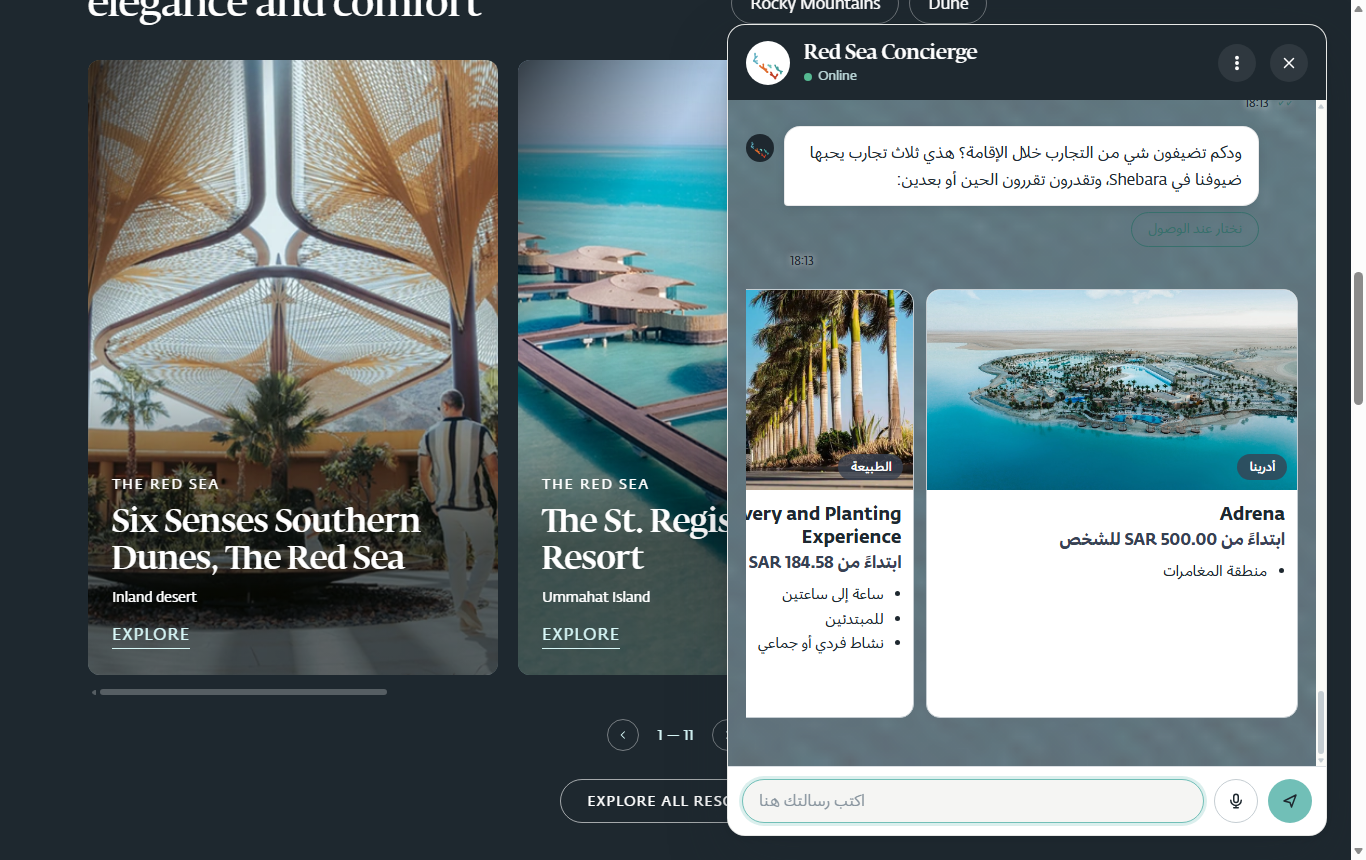 elegance and comfort
Rocky Mountains
Dune
THE RED SEA
Six Senses Southern
Dunes, The Red Sea
Inland desert
EXPLORE
THE RED SEA
The St. Regis
Resort
Ummahat Island
EXPLORE
1 — 11
EXPLORE ALL RESO
Red Sea Concierge
Online
18:13
ودكم تضيفون شي من التجارب خلال الإقامة؟ هذي ثلاث تجارب يحبها
ضيوفنا في Shebara، وتقدرون تقررون الحين أو بعدين:
نختار عند الوصول
18:13
أدرينا
Adrena
ابتداءً من SAR 500.00 للشخص
منطقة المغامرات
الطبيعة
very and Planting
Experience
ابتداءً من SAR 184.58
ساعة إلى ساعتين
للمبتدئين
نشاط فردي أو جماعي
اكتب رسالتك هنا